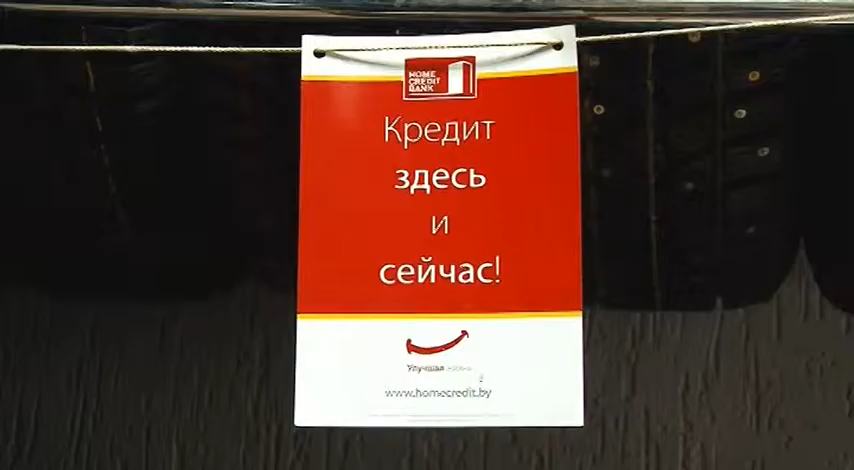 HOME
CREDIT
BANK
Кредит
здесь
и
сейчас!
Улучшая
www.homecredit.by